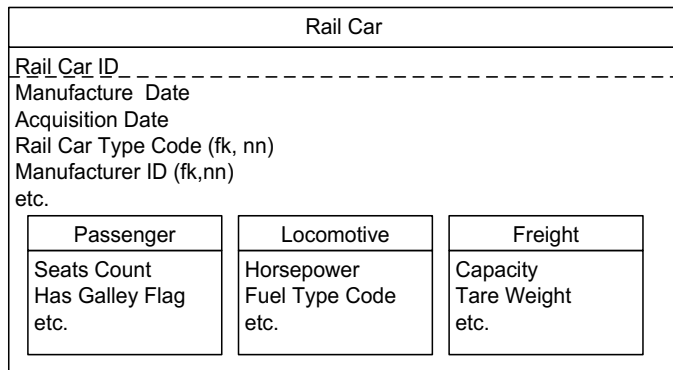 Rail Car
Rail Car ID
Manufacture Date
Acquisition Date
Rail Car Type Code (fk, nn)
Manufacturer ID (fk,nn)
etc.
Passenger
Seats Count
Has Galley Flag
etc.
Locomotive
Horsepower
Fuel Type Code
etc.
Freight
Capacity
Tare Weight
etc.